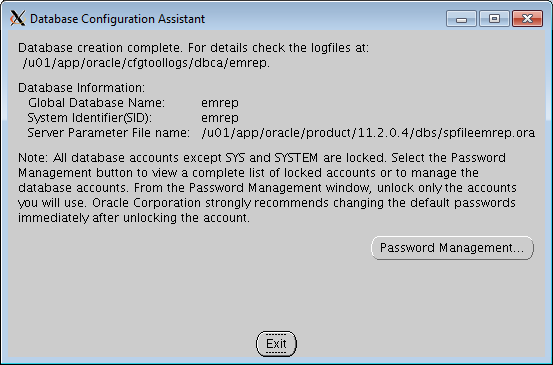 Database Configuration Assistant
Database creation complete. For details check the logfiles at:
/u01/app/oracle/cfgtoollogs/dbca/emrep.
Database Information:
Global Database Name: emrep
System Identifier(SID): emrep
Server Parameter File name: /u01/app/oracle/product/11.2.0.4/dbs/spfileemrep.ora
Note: All database accounts except SYS and SYSTEM are locked. Select the Password
Management button to view a complete list of locked accounts or to manage the
database accounts. From the Password Management window, unlock only the accounts
you will use. Oracle Corporation strongly recommends changing the default passwords
immediately after unlocking the account.
Password Management...
Exit